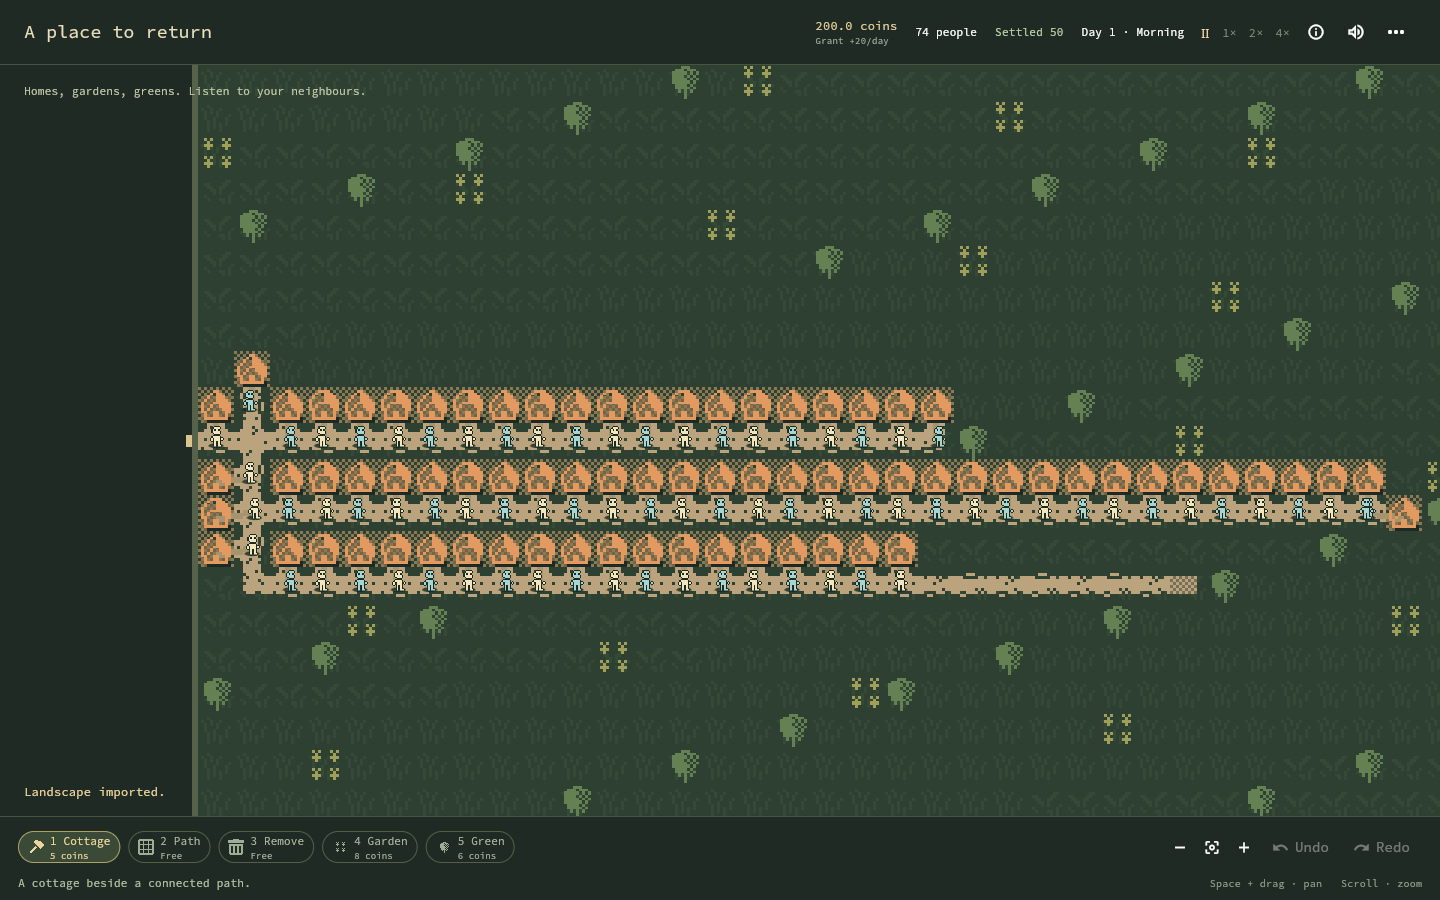 A place to return
200.0 coins
Grant +20/day
74 people
Settled 50
Day 1 · Morning
1×
2×
4×
Homes, gardens, greens. Listen to your neighbours.
Landscape imported.
1 Cottage
5 coins
2 Path
Free
3 Remove
Free
4 Garden
8 coins
5 Green
6 coins
Undo
Redo
A cottage beside a connected path.
Space + drag · pan
Scroll · zoom